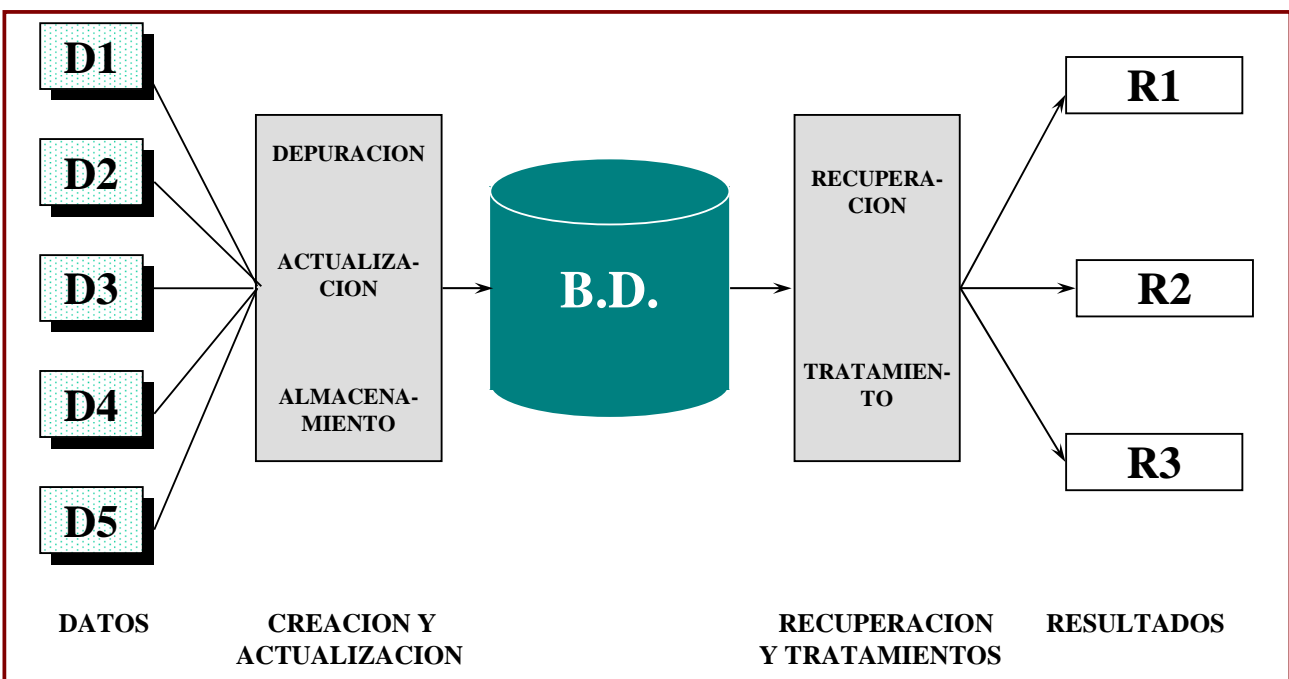 D1
D2
D3
D4
D5
DEPURACION
ACTUALIZA-
CION
ALMACENA-
MIENTO
B.D.
RECUPERA-
CION
TRATAMIEN-
TO
R1
R2
R3
DATOS
CREACION Y
ACTUALIZACION
RECUPERACION
Y TRATAMIENTOS
RESULTADOS